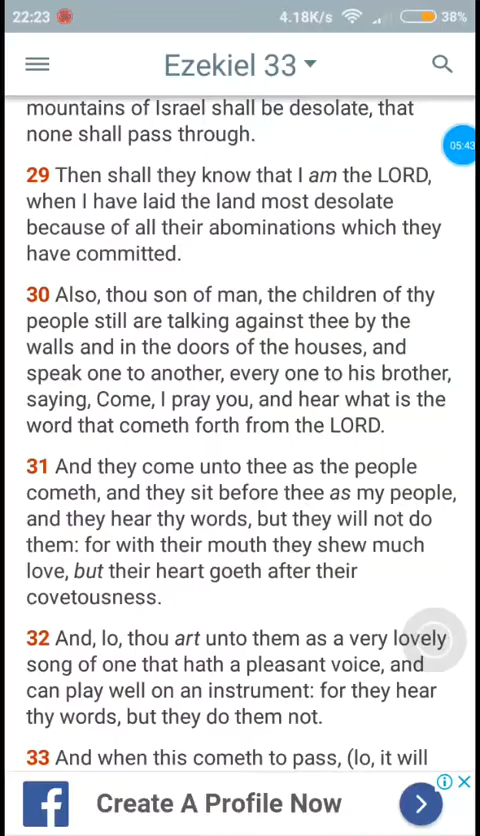 22:23 4.18K/s 38%
Ezekiel 33
mountains of Israel shall be desolate, that
none shall pass through.
05:43
29 Then shall they know that I am the LORD,
when I have laid the land most desolate
because of all their abominations which they
have committed.
30 Also, thou son of man, the children of thy
people still are talking against thee by the
walls and in the doors of the houses, and
speak one to another, every one to his brother,
saying, Come, I pray you, and hear what is the
word that cometh forth from the LORD.
31 And they come unto thee as the people
cometh, and they sit before thee as my people,
and they hear thy words, but they will not do
them: for with their mouth they shew much
love, but their heart goeth after their
covetousness.
32 And, lo, thou art unto them as a very lovely
song of one that hath a pleasant voice, and
can play well on an instrument: for they hear
thy words, but they do them not.
33 And when this cometh to pass, (lo, it will
f Create A Profile Now